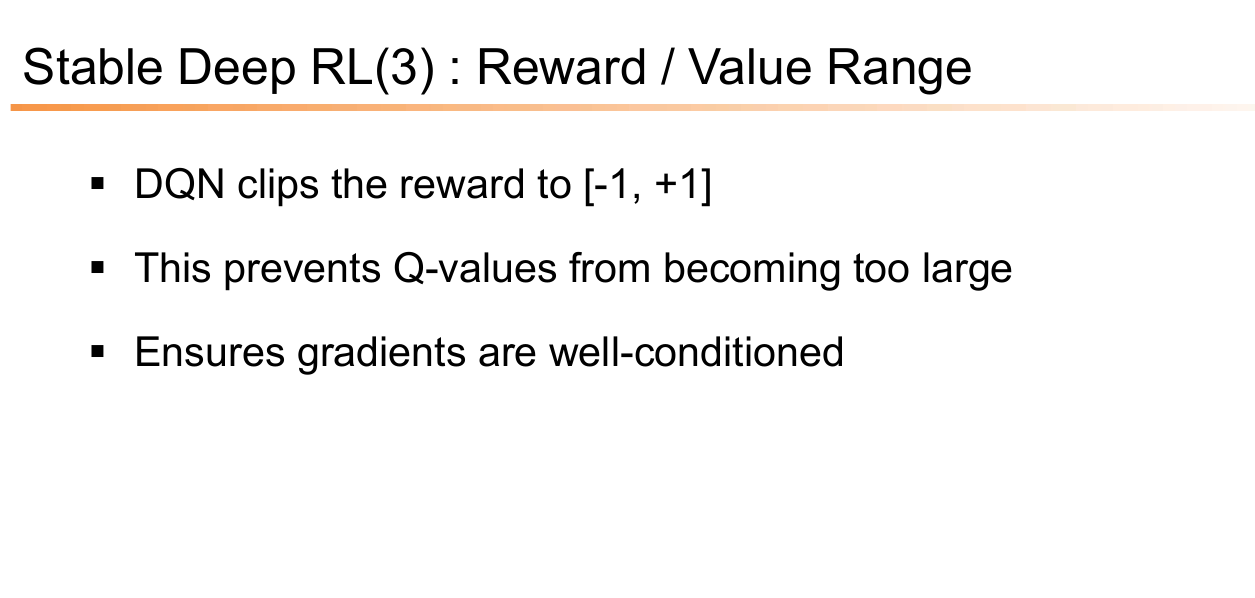 Stable Deep RL(3) : Reward / Value Range
▪ DQN clips the reward to [-1, +1]
▪ This prevents Q-values from becoming too large
▪ Ensures gradients are well-conditioned